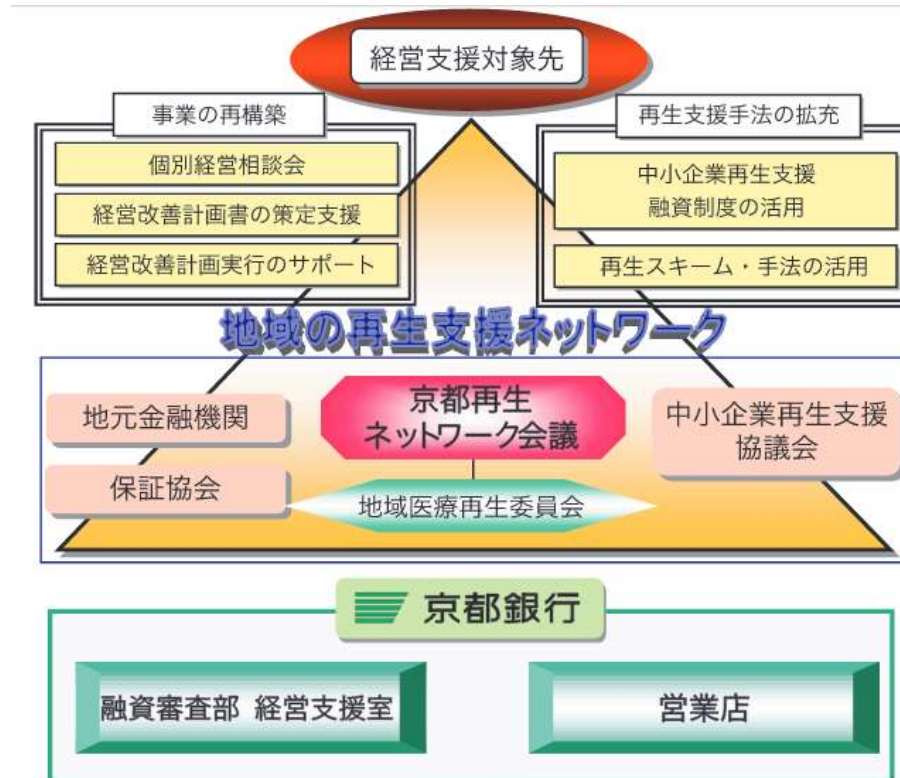 経営支援対象先
事業の再構築
個別経営相談会
経営改善計画書の策定支援
経営改善計画実行のサポート
再生支援手法の拡充
中小企業再生支援
融資制度の活用
再生スキーム・手法の活用
地域の再生支援ネットワーク
地元金融機関
保証協会
京都再生
ネットワーク会議
地域医療再生委員会
中小企業再生支援
協議会
京都銀行
融資審査部 経営支援室
営業店